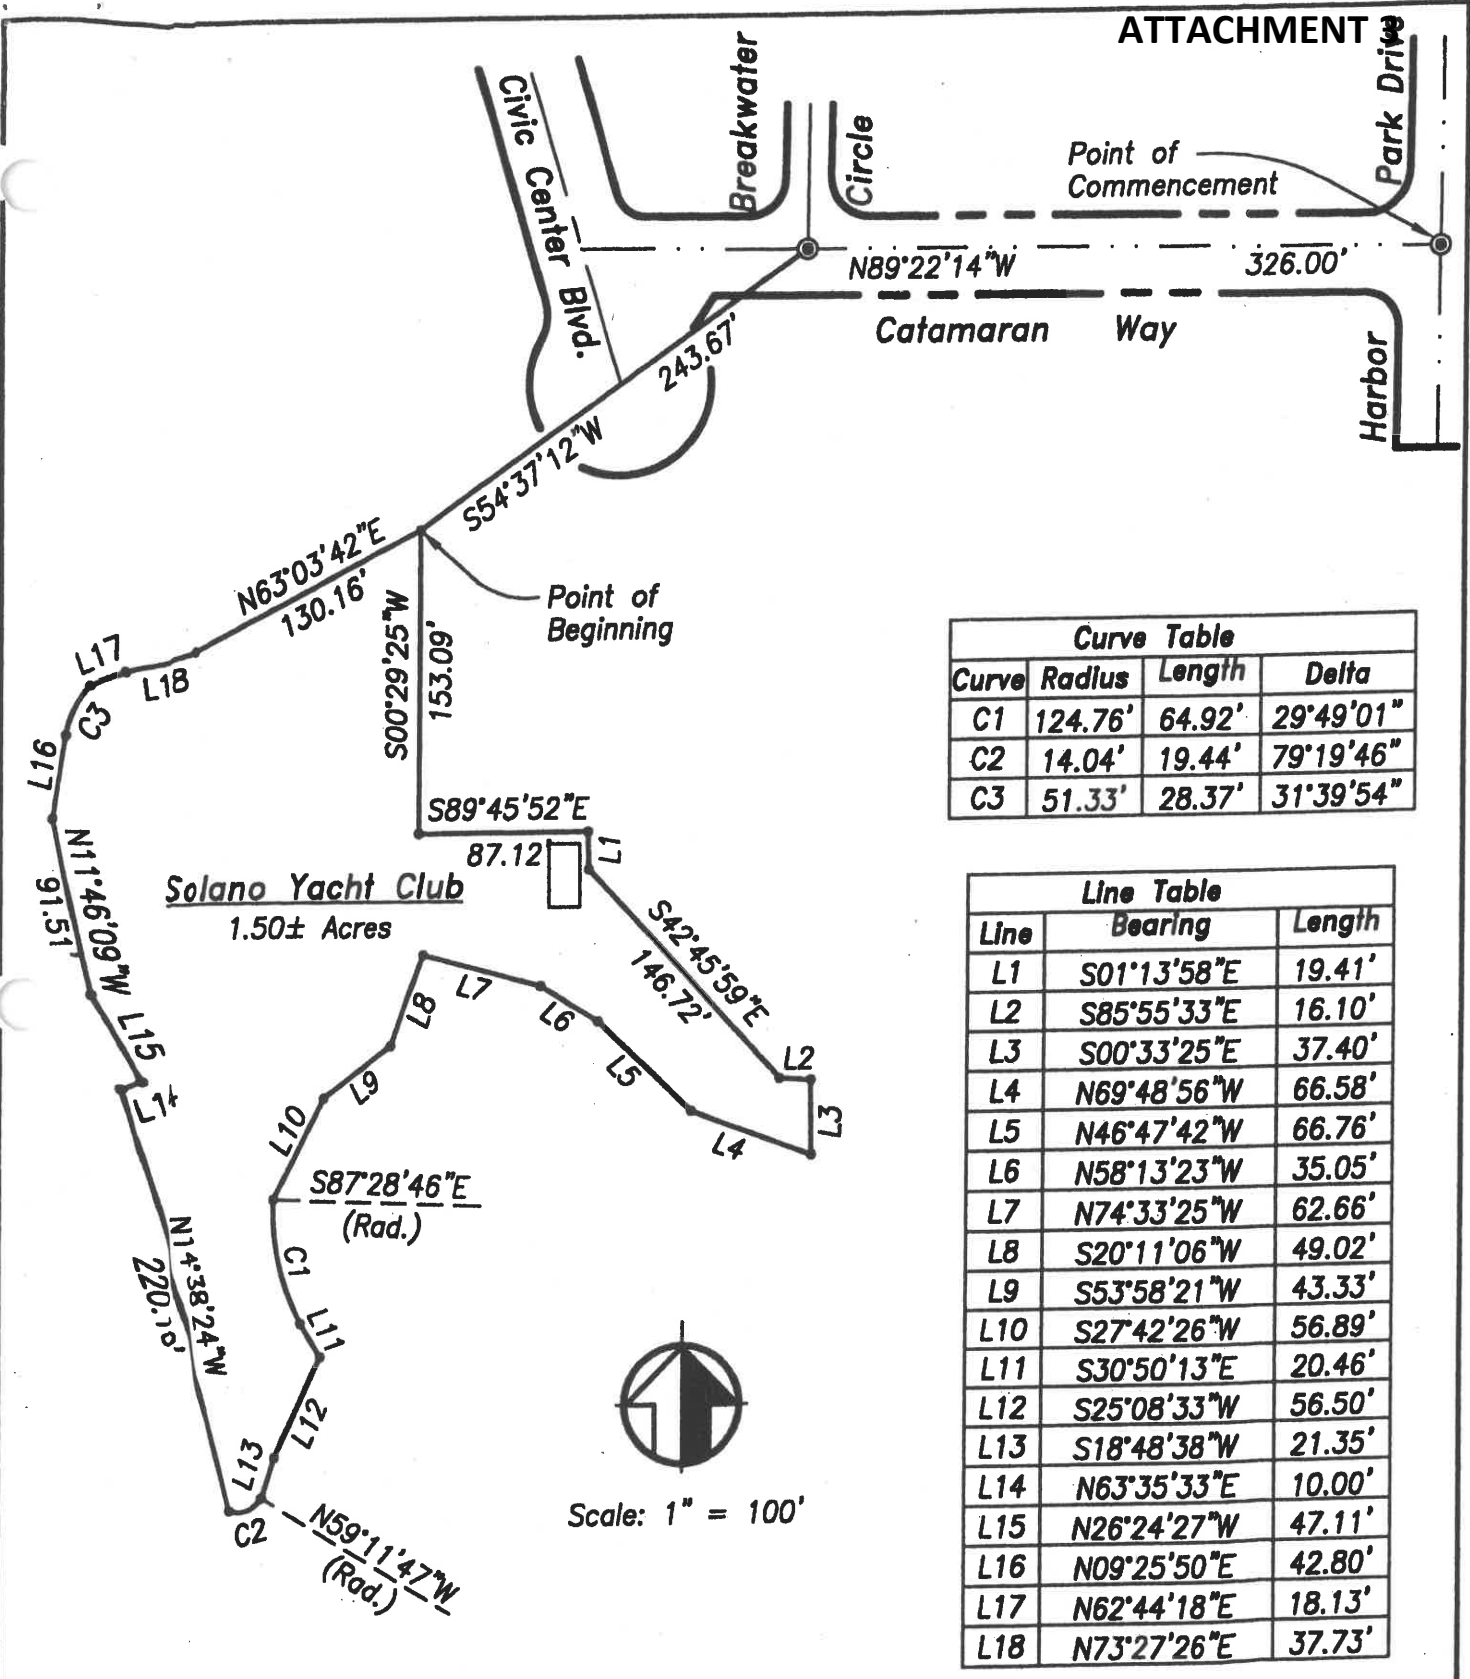 ATTACHMENT 3
Civic Center Blvd.
Breakwater
Circle
Park Drive
Point of
Commencement
N89°22'14"W
326.00'
Catamaran Way
Harbor
243.67'
S54°37'12"W
N63°03'42"E
130.16'
Point of
Beginning
S00°29'25"W
153.09'
L17
L18
C3
L16
S89°45'52"E
87.12'
L1
N11°46'09"W
91.51'
Solano Yacht Club
1.50± Acres
S42°45'59"E
146.72'
L8
L7
L6
L5
L2
L3
L4
L15
L14
L9
L10
S87°28'46"E
(Rad.)
C1
L11
N14°38'24"W
220.10'
L12
L13
C2
N59°11'47"W
(Rad.)
Scale: 1" = 100'
Curve Table
Curve Radius Length Delta
C1 124.76' 64.92' 29°49'01"
C2 14.04' 19.44' 79°19'46"
C3 51.33' 28.37' 31°39'54"
Line Table
Line Bearing Length
L1 S01°13'58"E 19.41'
L2 S85°55'33"E 16.10'
L3 S00°33'25"E 37.40'
L4 N69°48'56"W 66.58'
L5 N46°47'42"W 66.76'
L6 N58°13'23"W 35.05'
L7 N74°33'25"W 62.66'
L8 S20°11'06"W 49.02'
L9 S53°58'21"W 43.33'
L10 S27°42'26"W 56.89'
L11 S30°50'13"E 20.46'
L12 S25°08'33"W 56.50'
L13 S18°48'38"W 21.35'
L14 N63°35'33"E 10.00'
L15 N26°24'27"W 47.11'
L16 N09°25'50"E 42.80'
L17 N62°44'18"E 18.13'
L18 N73°27'26"E 37.73'